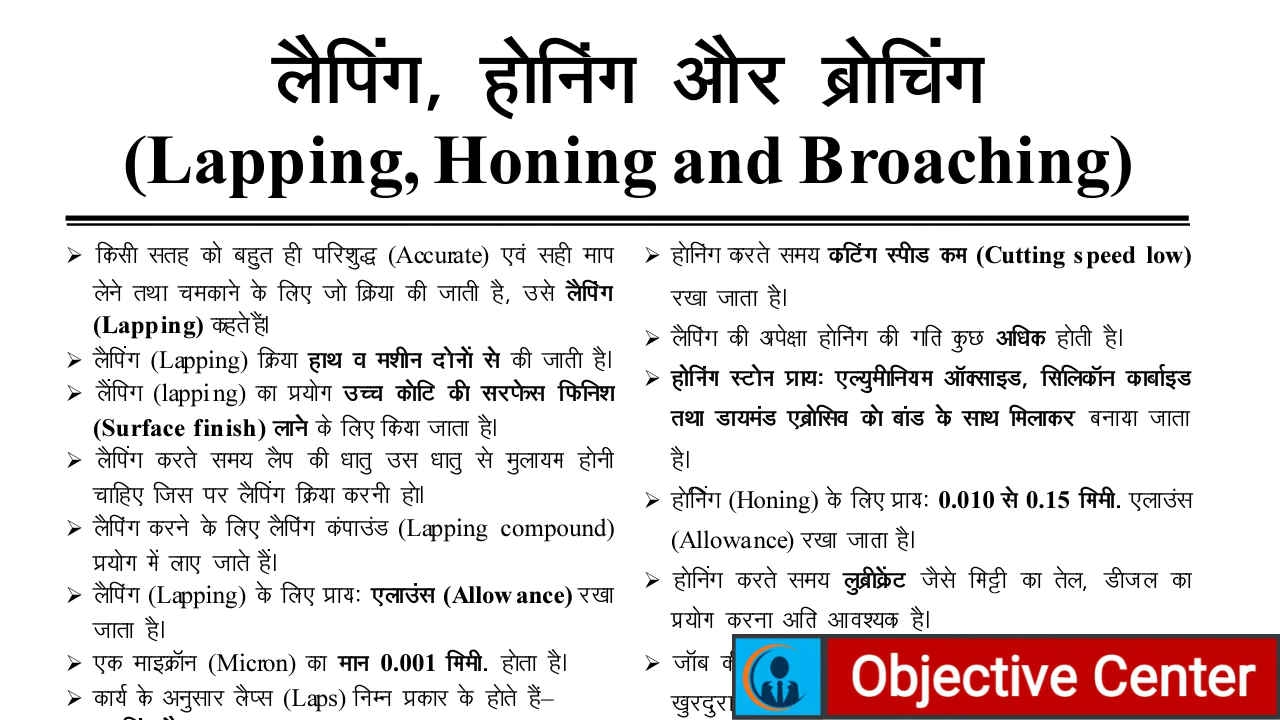 लैपिंग, होनिंग और ब्रोचिंग
(Lapping, Honing and Broaching)
➢ किसी सतह को बहुत ही परिशुद्ध (Accurate) एवं सही माप
लेने तथा चमकाने के लिए जो क्रिया की जाती है, उसे लैपिंग
(Lapping) कहते हैं।
➢ लैपिंग (Lapping) क्रिया हाथ व मशीन दोनों से की जाती है।
➢ लैंपिग (lapping) का प्रयोग उच्च कोटि की सरफेस फिनिश
(Surface finish) लाने के लिए किया जाता है।
➢ लैपिंग करते समय लैप की धातु उस धातु से मुलायम होनी
चाहिए जिस पर लैपिंग क्रिया करनी हो।
➢ लैपिंग करने के लिए लैपिंग कंपाउंड (Lapping compound)
प्रयोग में लाए जाते हैं।
➢ लैपिंग (Lapping) के लिए प्रायः एलाउंस (Allowance) रखा
जाता है।
➢ एक माइक्रॉन (Micron) का मान 0.001 मिमी. होता है।
➢ कार्य के अनुसार लैप्स (Laps) निम्न प्रकार के होते हैं–
➢ होनिंग करते समय कटिंग स्पीड कम (Cutting speed low)
रखा जाता है।
➢ लैपिंग की अपेक्षा होनिंग की गति कुछ अधिक होती है।
➢ होनिंग स्टोन प्रायः एल्युमीनियम ऑक्साइड, सिलिकॉन कार्बाइड
तथा डायमंड एब्रोसिव को बांड के साथ मिलाकर बनाया जाता
है।
➢ होनिंग (Honing) के लिए प्रायः 0.010 से 0.15 मिमी. एलाउंस
(Allowance) रखा जाता है।
➢ होनिंग करते समय लुब्रीक्रेंट जैसे मिट्टी का तेल, डीजल का
प्रयोग करना अति आवश्यक है।
➢ जॉब की
खुरदुरा
Objective Center